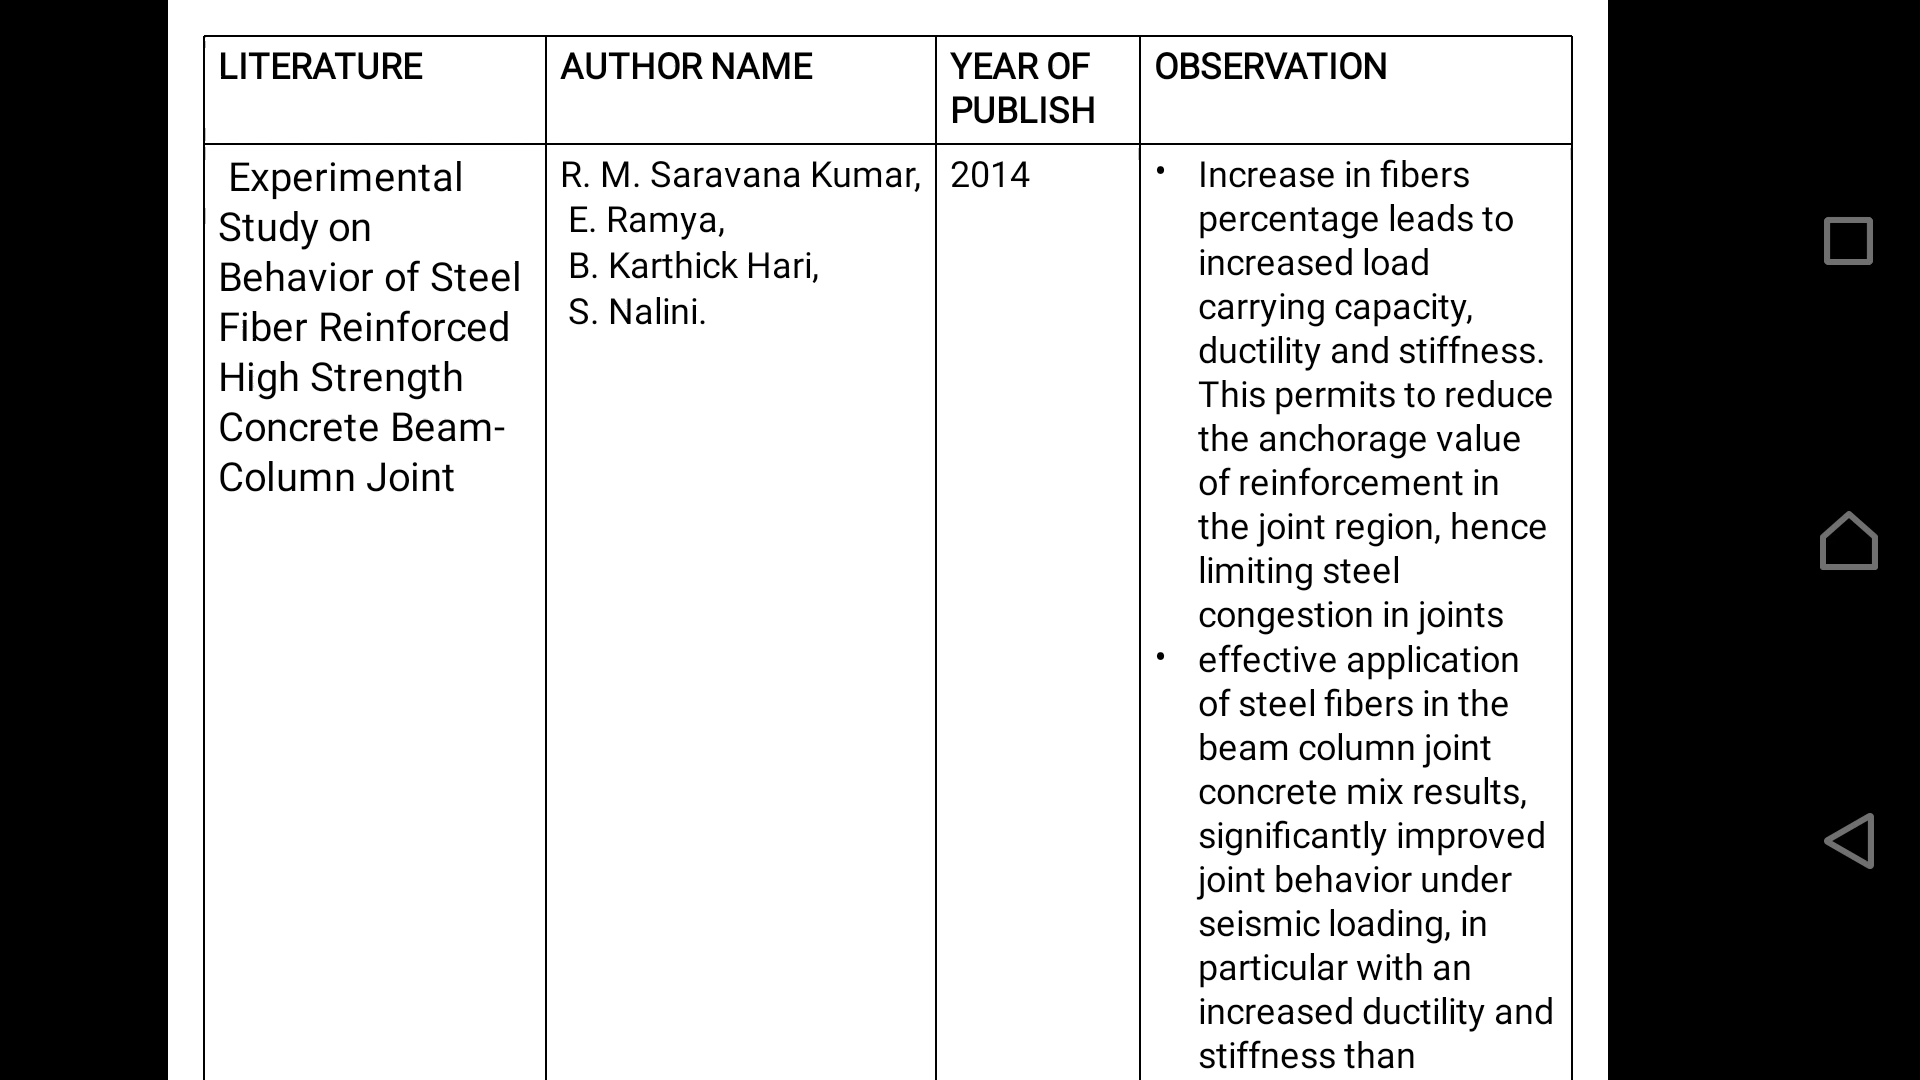 LITERATURE
AUTHOR NAME
YEAR OF
PUBLISH
OBSERVATION
Experimental
Study on
Behavior of Steel
Fiber Reinforced
High Strength
Concrete Beam-
Column Joint
R. M. Saravana Kumar,
E. Ramya,
B. Karthick Hari,
S. Nalini.
2014
• Increase in fibers
percentage leads to
increased load
carrying capacity,
ductility and stiffness.
This permits to reduce
the anchorage value
of reinforcement in
the joint region, hence
limiting steel
congestion in joints
• effective application
of steel fibers in the
beam column joint
concrete mix results,
significantly improved
joint behavior under
seismic loading, in
particular with an
increased ductility and
stiffness than